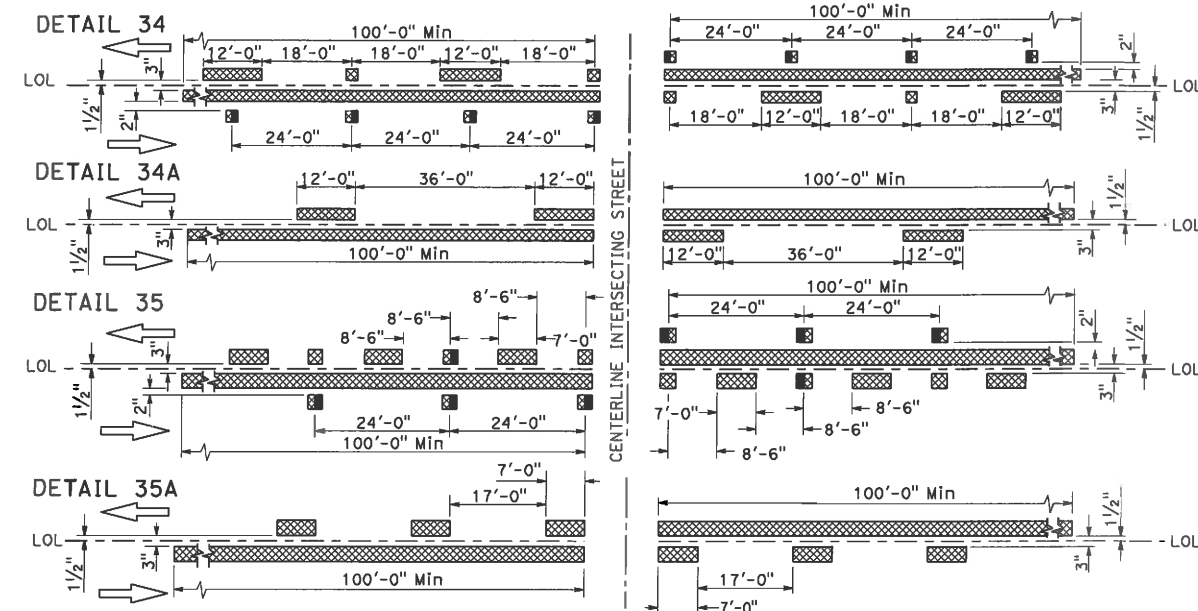 DETAIL 34
100'-0" Min
12'-0" 18'-0" 18'-0" 12'-0" 18'-0"
3"
LOL
1½"
2"
24'-0" 24'-0" 24'-0"
100'-0" Min
24'-0" 24'-0" 24'-0"
2"
LOL
3"
1½"
18'-0" 12'-0" 18'-0" 18'-0" 12'-0"
DETAIL 34A
12'-0" 36'-0" 12'-0"
LOL
3"
1½"
100'-0" Min
100'-0" Min
1½"
LOL
3"
12'-0" 36'-0" 12'-0"
CENTERLINE INTERSECTING STREET
DETAIL 35
8'-6"
8'-6"
8'-6" 7'-0"
3"
LOL
1½"
2"
24'-0" 24'-0"
100'-0" Min
100'-0" Min
24'-0" 24'-0"
2"
1½"
LOL
3"
7'-0" 8'-6"
8'-6"
8'-6"
DETAIL 35A
7'-0"
17'-0"
LOL
3"
1½"
100'-0" Min
100'-0" Min
1½"
LOL
3"
17'-0"
7'-0"